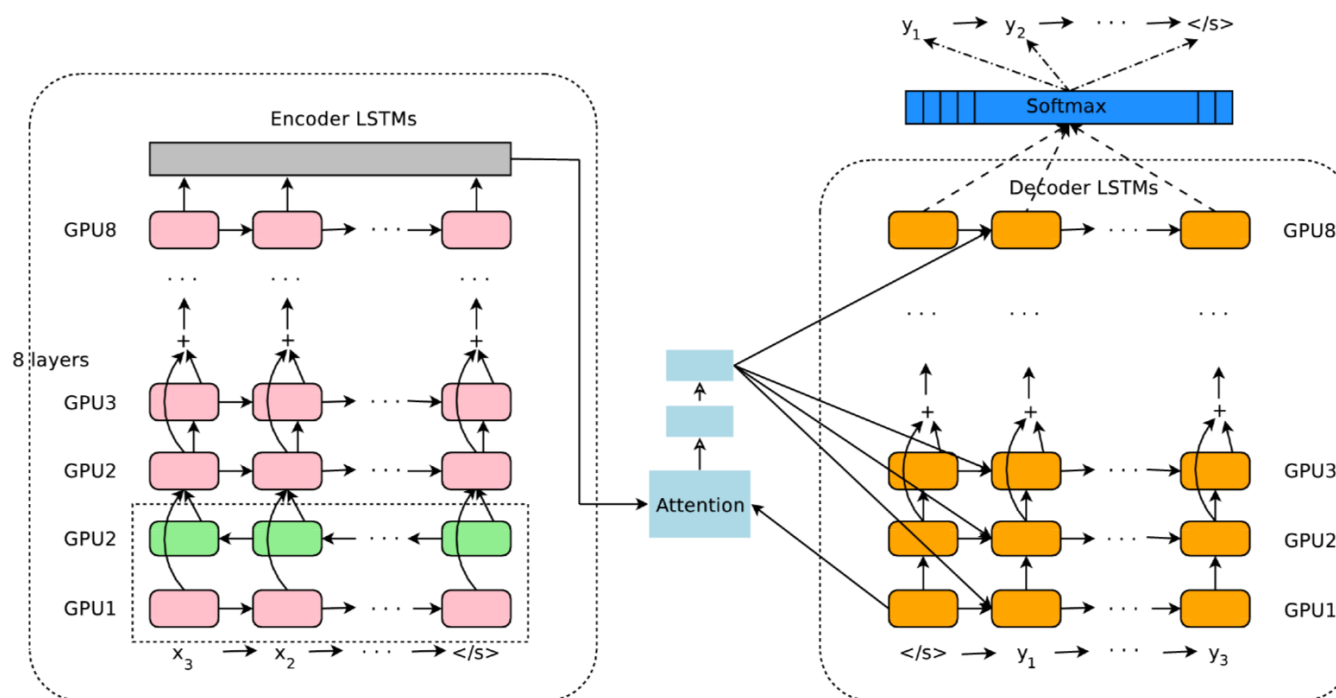 y1 y2 ... </s>
Softmax
Encoder LSTMs
Decoder LSTMs
GPU8 ...
... GPU8
... ... ...
... ... ...
+ + +
8 layers
GPU3 ...
+ + +
GPU2 ...
... GPU3
Attention
GPU2 ...
... GPU2
GPU1 ...
... GPU1
x3 x2 ... </s>
</s> y1 ... y3